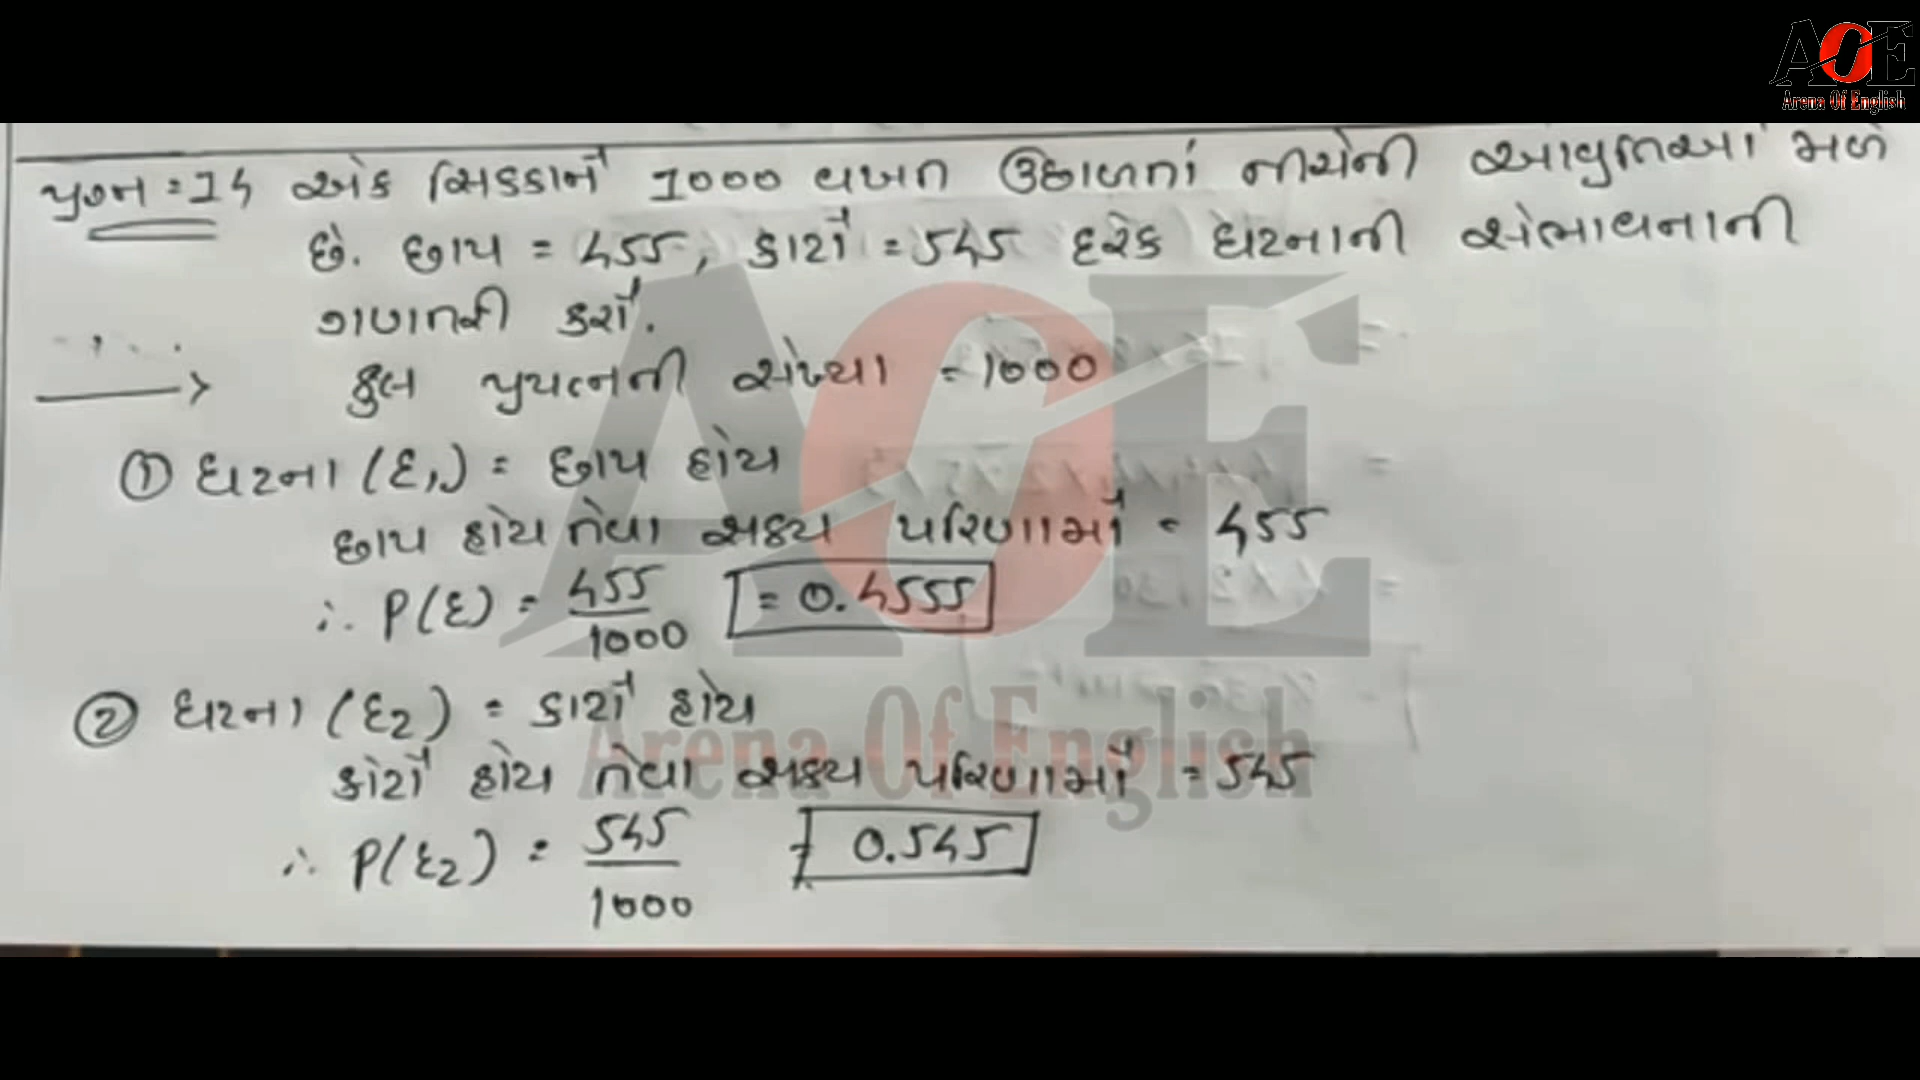 AOE
Arena Of English
પ્રશ્ન = 14 એક સિક્કાને 1000 વખત ઉછાળતાં નીચેની આવૃત્તિઓ મળે
છે. છાપ = 455, કાટૉ = 545 દરેક ઘટનાની સંભાવનાની
ગણતરી કરો.
કુલ પ્રયત્નની સંખ્યા = 1000
① ઘટના (E₁) = છાપ હોય
છાપ હોય તેવા શક્ય પરિણામો = 455
∴ P(E) = 455/1000 = 0.4555
② ઘટના (E2) = કાટૉ હોય
કાંટો હોય તેવા શક્ય પરિણામો = 545
∴ P(E2) = 545/1000 = 0.545
AOE
Arena Of English